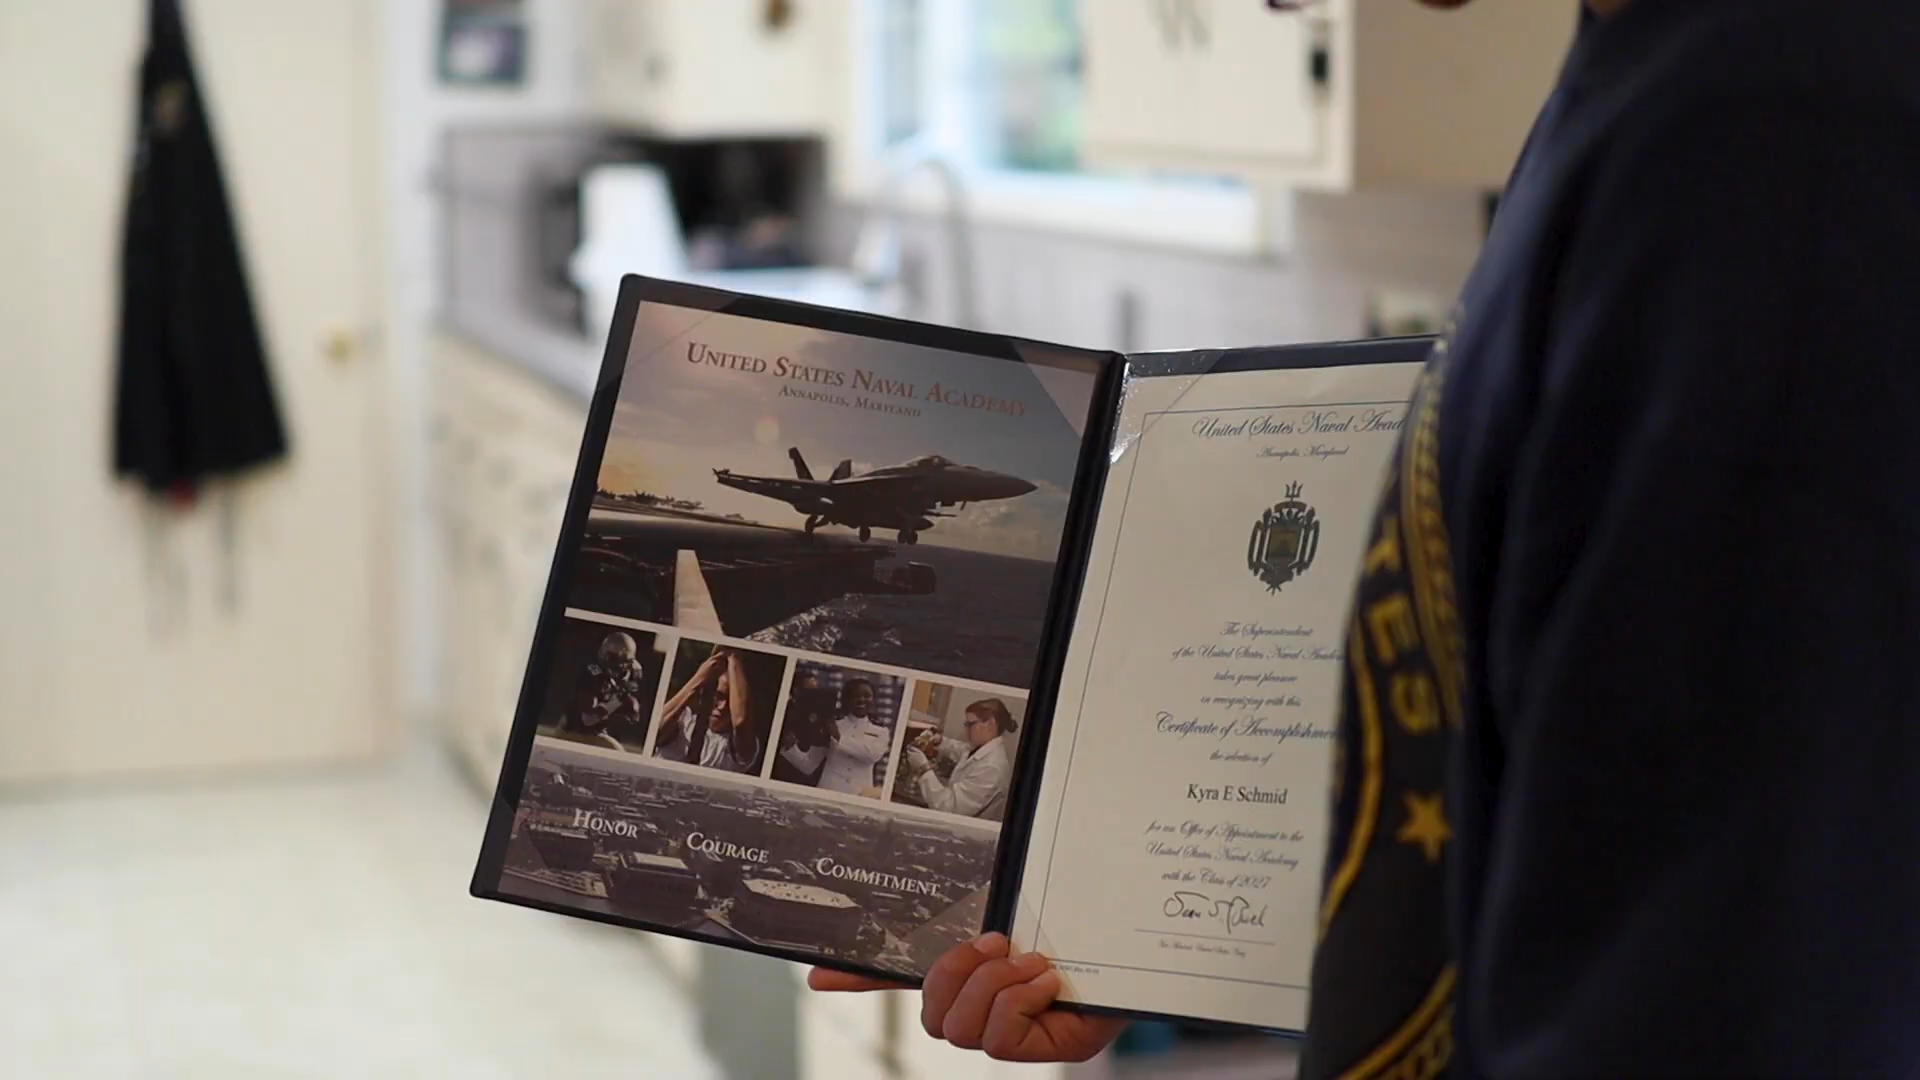 UNITED STATES NAVAL ACADEMY
ANNAPOLIS, MARYLAND
HONOR
COURAGE
COMMITMENT
United States Naval Acad
Annapolis, Maryland
The Superintendent
of the United States Naval Acade
takes great pleasure
in recognizing with this
Certificate of Accomplishmen
the selection of
Kyra E Schmid
for an Offer of Appointment to the
United States Naval Academy
with the Class of 2027
TES